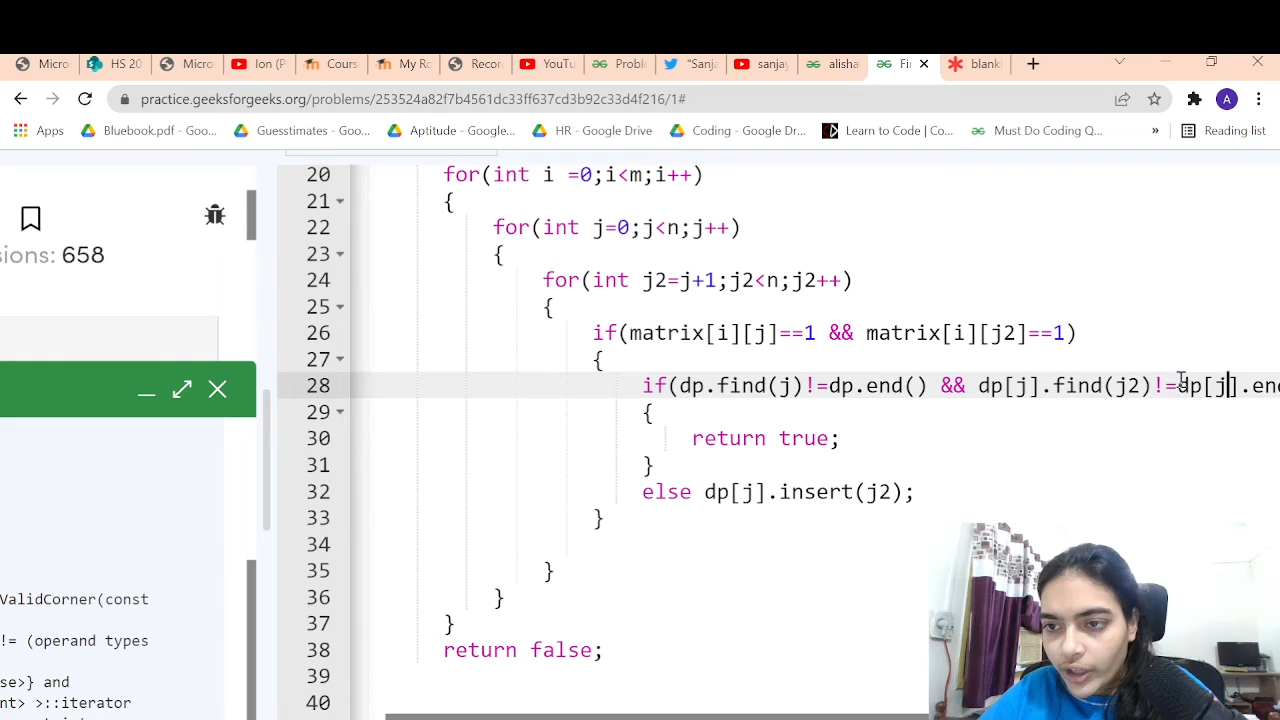 Micro HS 20 Micro Ion (P Cours My Ro Recor YouTu Probl "Sanja sanjay alisha Fir blank
practice.geeksforgeeks.org/problems/253524a82f7b4561dc33ff637cd3b92c33d4f216/1# A
Apps Bluebook.pdf - Goo... Guesstimates - Goo... Aptitude - Google... HR - Google Drive Coding - Google Dr... Learn to Code | Co... Must Do Coding Q... » Reading list
20 for(int i =0;i<m;i++)
21 {
22 for(int j=0;j<n;j++)
sions: 658
23 {
24 for(int j2=j+1;j2<n;j2++)
25 {
26 if(matrix[i][j]==1 && matrix[i][j2]==1)
27 {
28 if(dp.find(j)!=dp.end() && dp[j].find(j2)!=dp[j].end
29 {
30 return true;
31 }
32 else dp[j].insert(j2);
33 }
34
35 }
36 }
37 }
38 return false;
39
40
ValidCorner(const
!= (operand types
se>} and
nt> >::iterator